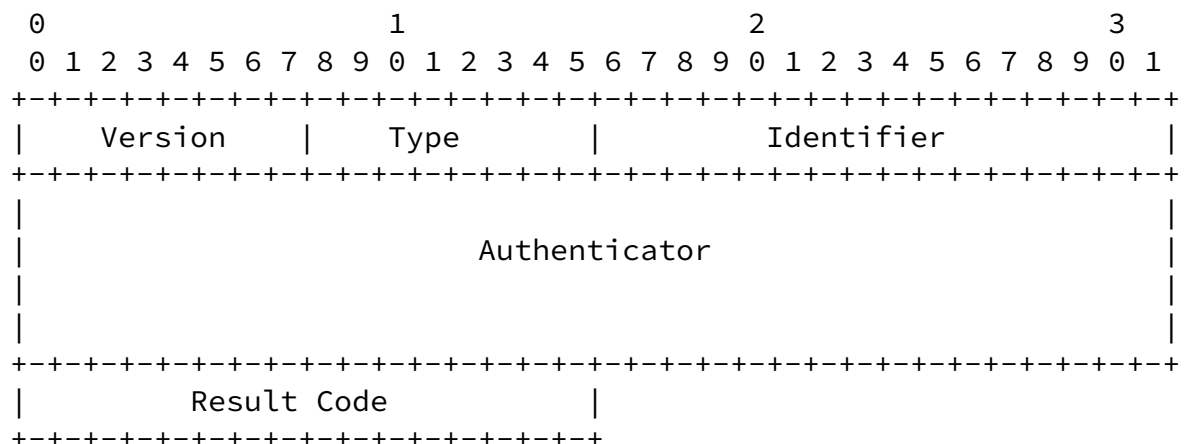 0                   1                   2                   3
 0 1 2 3 4 5 6 7 8 9 0 1 2 3 4 5 6 7 8 9 0 1 2 3 4 5 6 7 8 9 0 1
+-+-+-+-+-+-+-+-+-+-+-+-+-+-+-+-+-+-+-+-+-+-+-+-+-+-+-+-+-+-+-+-+
|    Version    |    Type       |         Identifier            |
+-+-+-+-+-+-+-+-+-+-+-+-+-+-+-+-+-+-+-+-+-+-+-+-+-+-+-+-+-+-+-+-+
|                                                               |
|                         Authenticator                         |
|                                                               |
|                                                               |
+-+-+-+-+-+-+-+-+-+-+-+-+-+-+-+-+-+-+-+-+-+-+-+-+-+-+-+-+-+-+-+-+
|         Result Code           |
+-+-+-+-+-+-+-+-+-+-+-+-+-+-+-+-+